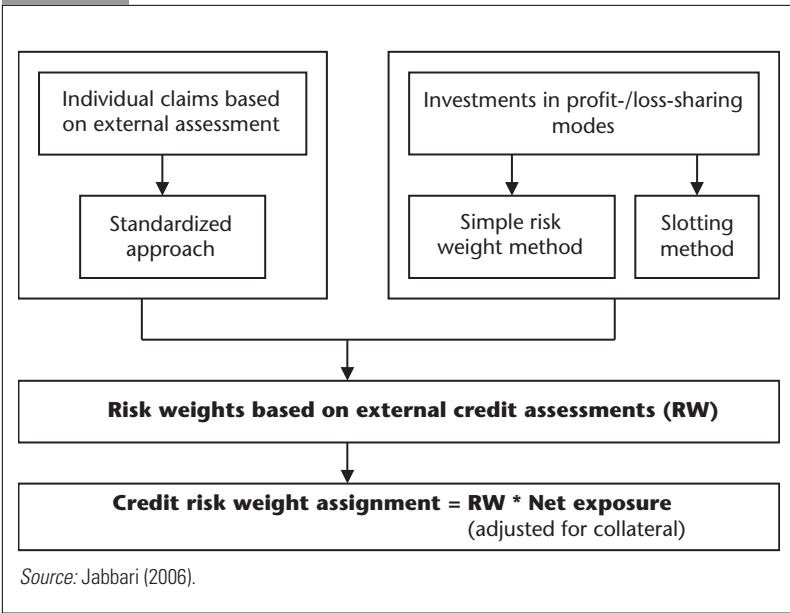 Individual claims based
on external assessment
Standardized
approach
Investments in profit-/loss-sharing
modes
Simple risk
weight method
Slotting
method
Risk weights based on external credit assessments (RW)
Credit risk weight assignment = RW * Net exposure
(adjusted for collateral)
Source: Jabbari (2006).